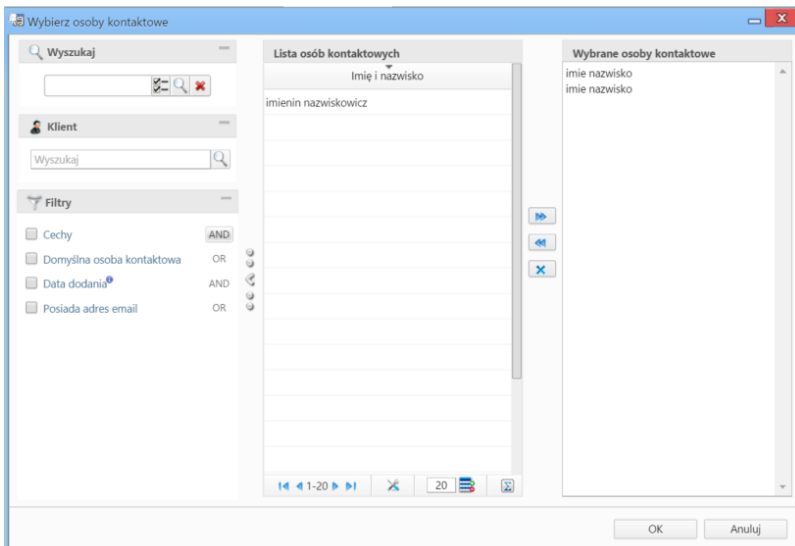 Wybierz osoby kontaktowe
Wyszukaj
Klient
Wyszukaj
Filtry
Cechy AND
Domyślna osoba kontaktowa OR
Data dodania AND
Posiada adres email OR
Lista osób kontaktowych
Imię i nazwisko
imienin nazwiskowicz
1-20 20
Wybrane osoby kontaktowe
imie nazwisko
imie nazwisko
OK Anuluj